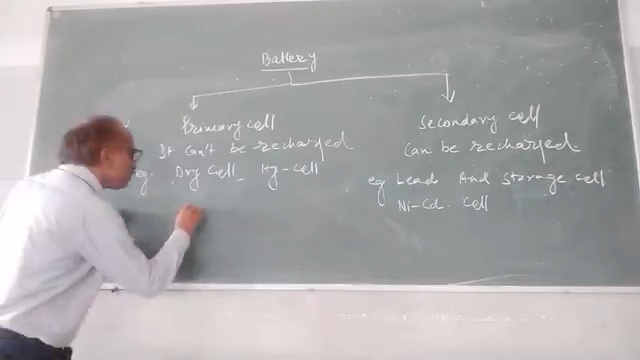 Battery
Primary cell
It can't be recharged
eg. Dry Cell, Hg-cell
Secondary cell
Can be recharged.
eg Lead And Storage cell
Ni-Cd. cell